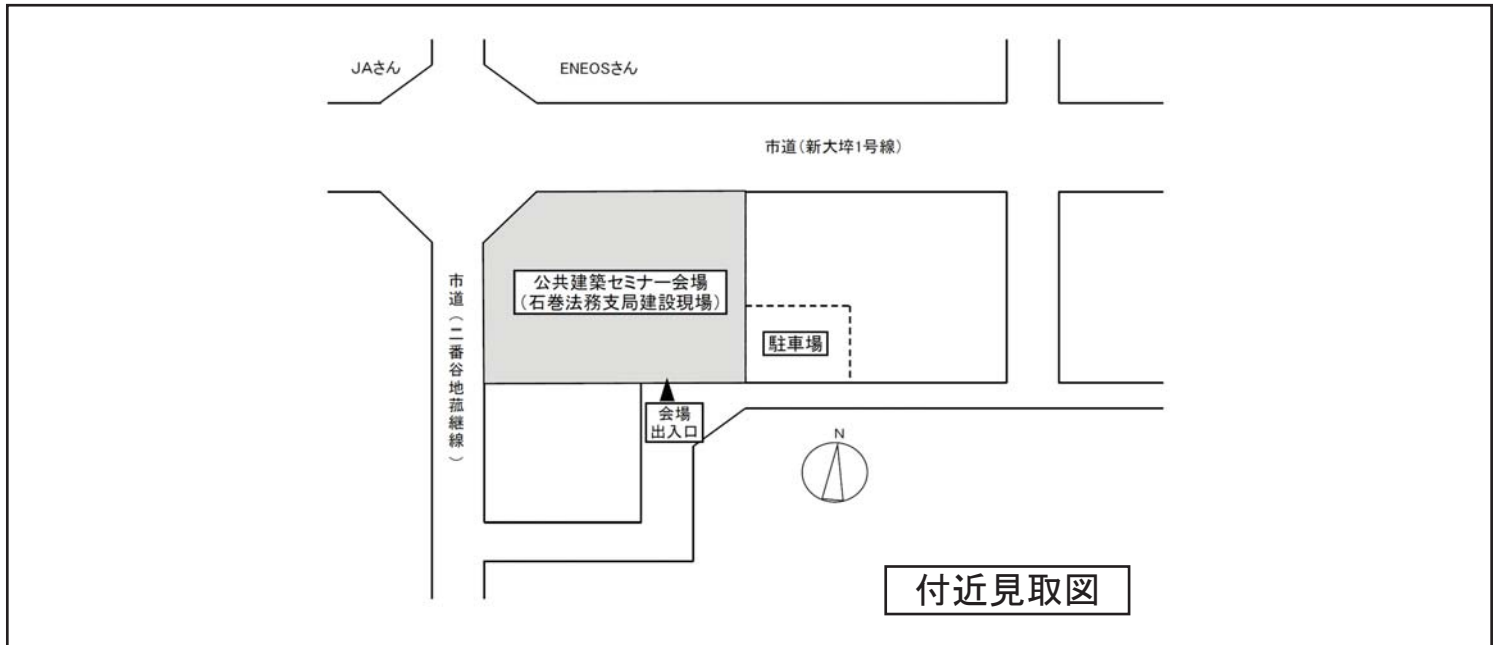 JAさん
ENEOSさん
市道(新大埣1号線)
公共建築セミナー会場
(石巻法務支局建設現場)
市道(二番谷地菰継線)
駐車場
会場
出入口
N
付近見取図